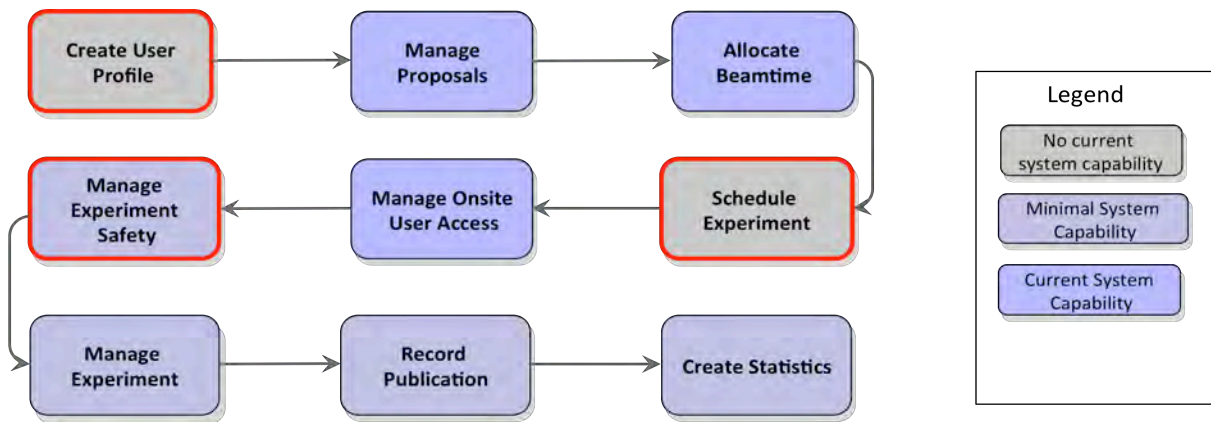 Create User
Profile
Manage
Proposals
Allocate
Beamtime
Manage
Experiment
Safety
Manage Onsite
User Access
Schedule
Experiment
Manage
Experiment
Record
Publication
Create Statistics
Legend
No current
system capability
Minimal System
Capability
Current System
Capability